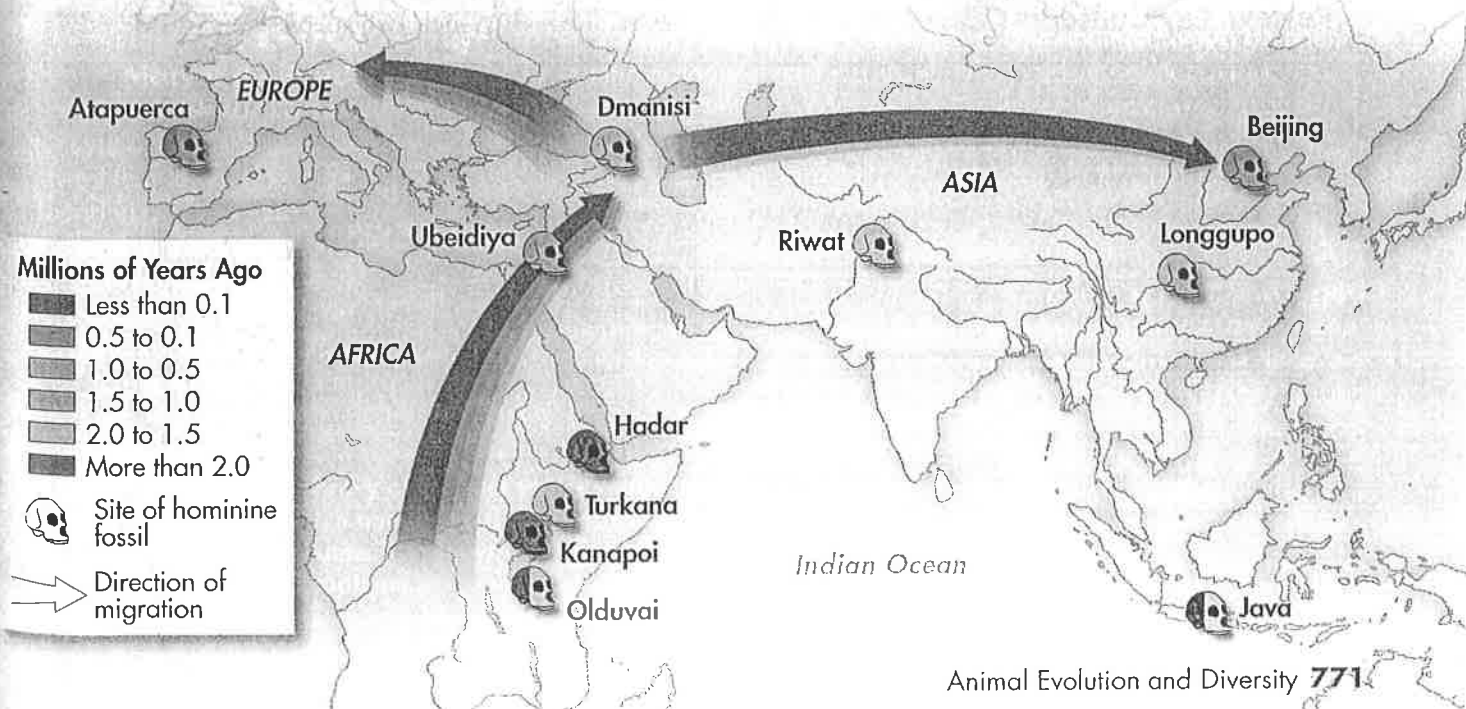 EUROPE
Atapuerca
Dmanisi
Beijing
ASIA
Ubeidiya
Riwat
Longgupo
Millions of Years Ago
Less than 0.1
0.5 to 0.1
1.0 to 0.5
1.5 to 1.0
2.0 to 1.5
More than 2.0
Site of hominine
fossil
Direction of
migration
AFRICA
Hadar
Turkana
Kanapoi
Olduvai
Indian Ocean
Java
Animal Evolution and Diversity 771